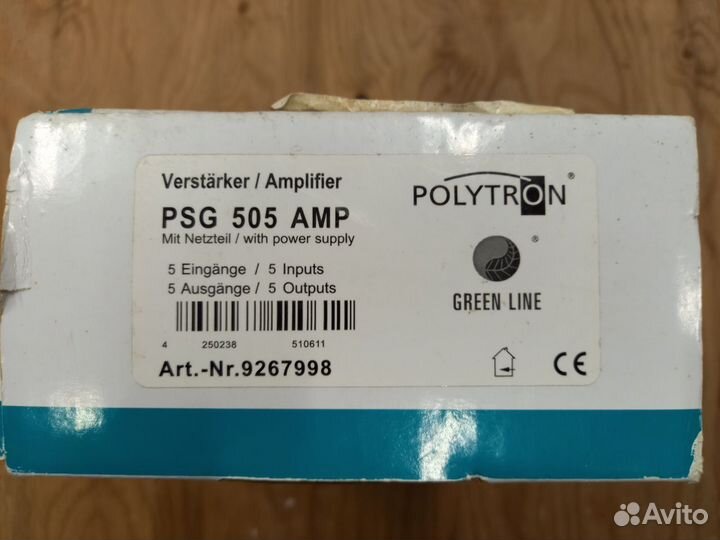 Verstärker / Amplifier
PSG 505 AMP
Mit Netzteil / with power supply
5 Eingänge / 5 Inputs
5 Ausgänge / 5 Outputs
4 250238 510611
Art.-Nr.9267998
POLYTRON®
®
GREEN LINE
CE
Avito